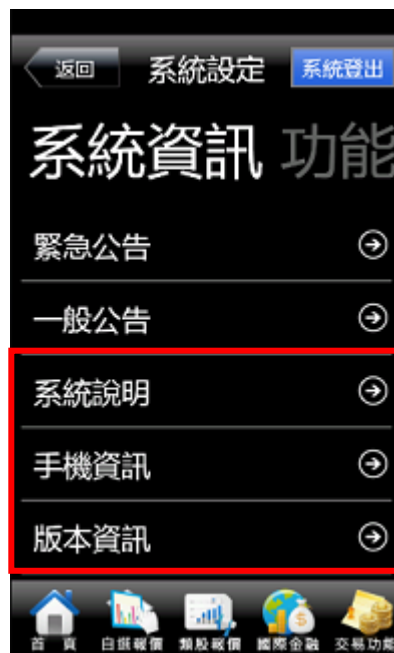 返回 系統設定 系統登出
系統資訊 功能
緊急公告
一般公告
系統說明
手機資訊
版本資訊
首 頁 自選報價 類股報價 國際金融 交易功能